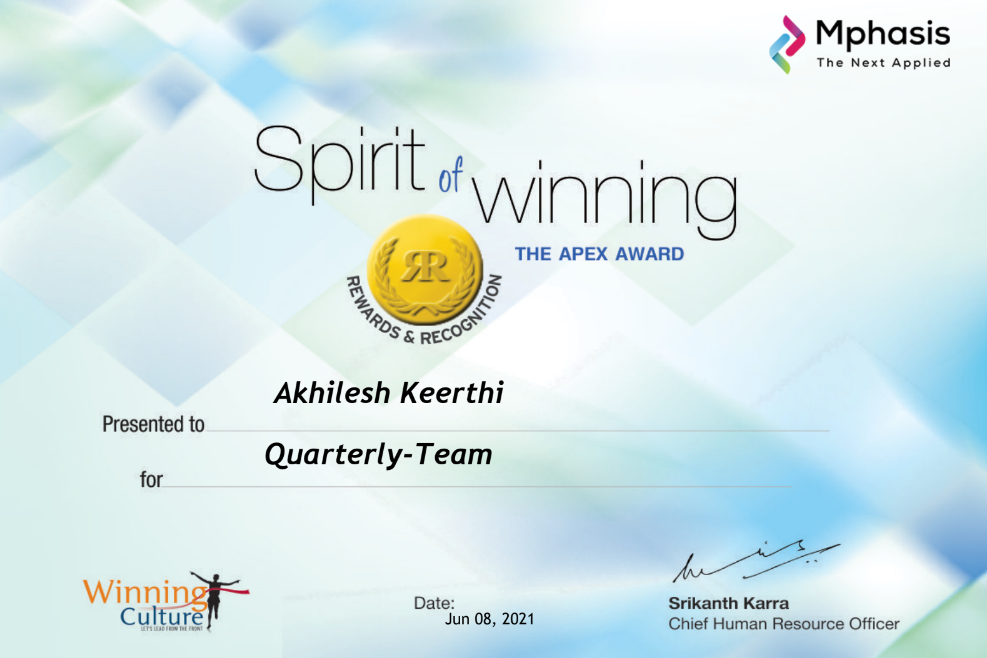 Mphasis
The Next Applied
Spirit of winning
THE APEX AWARD
RR
REWARDS & RECOGNITION
Akhilesh Keerthi
Presented to
Quarterly-Team
for
Winning
Culture
LET'S LEAD FROM THE FRONT
Date:
Jun 08, 2021
Srikanth Karra
Chief Human Resource Officer